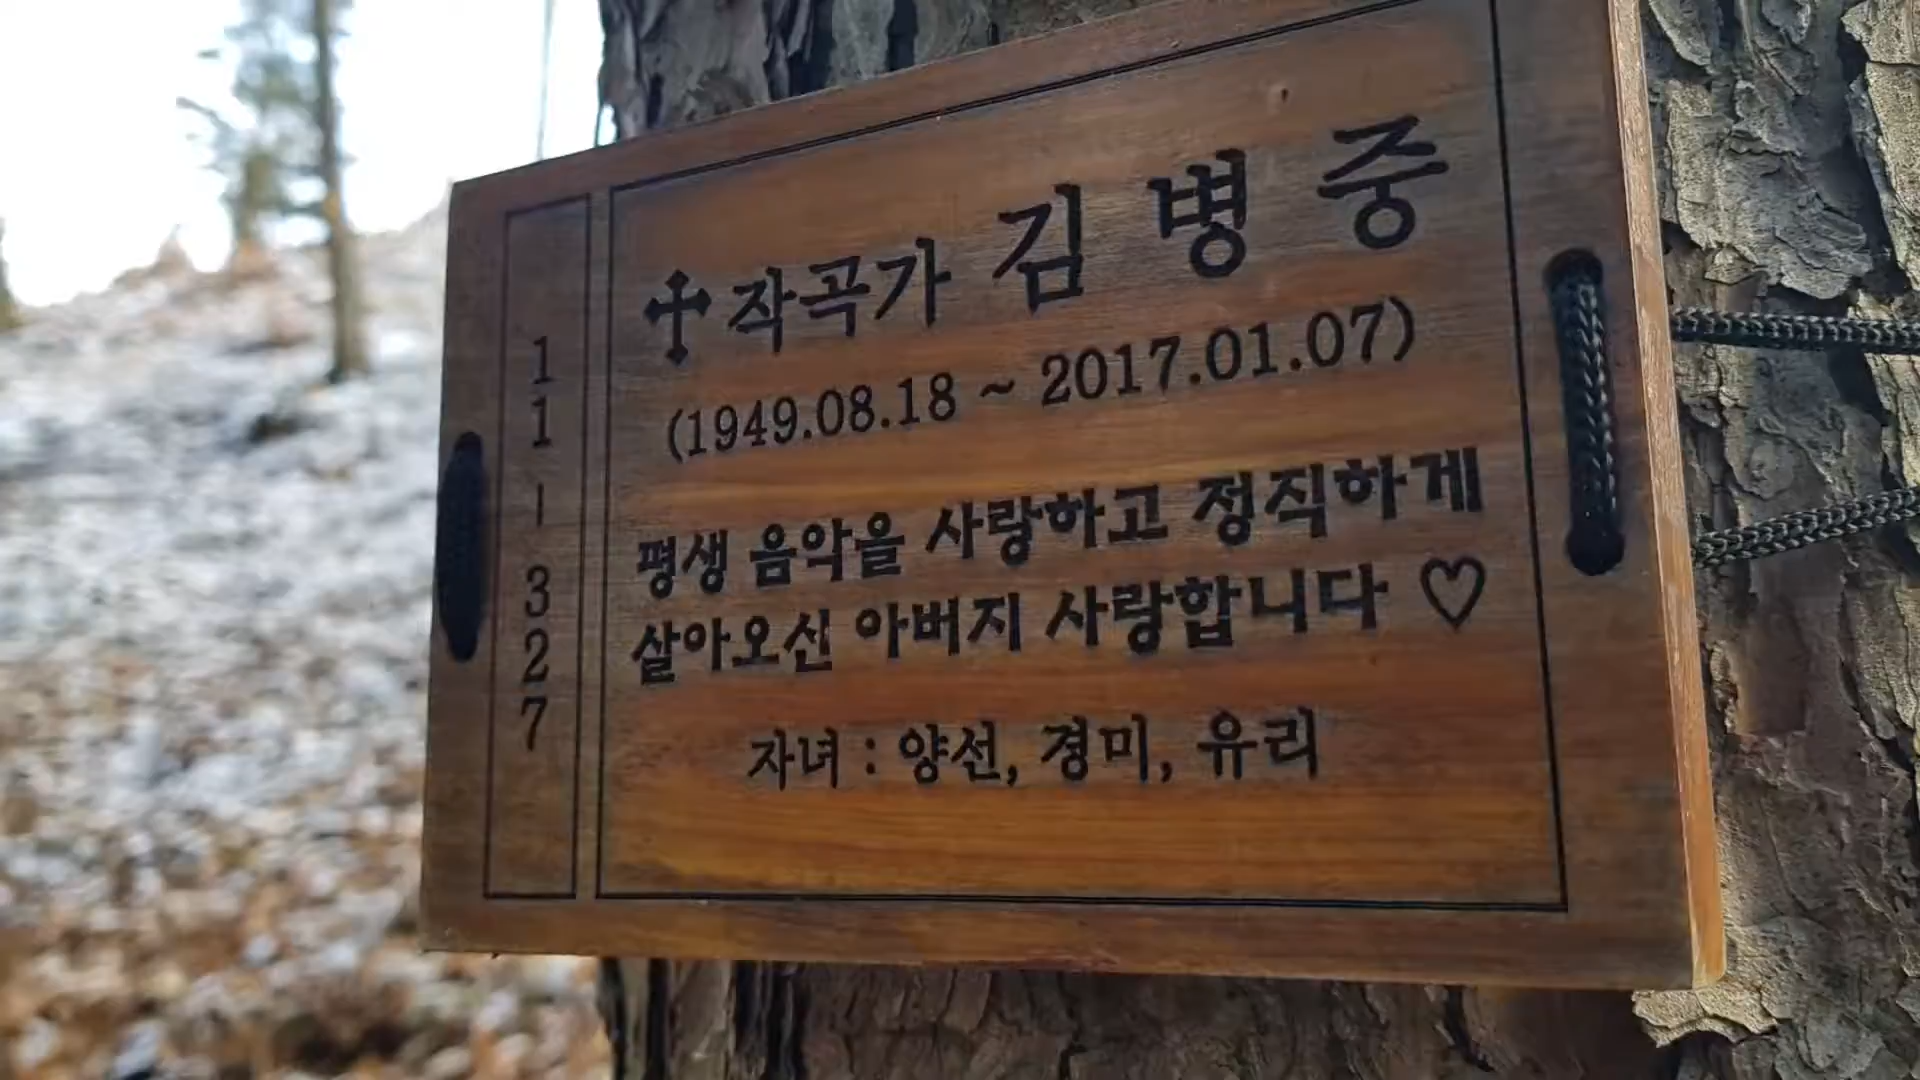 11-327
✝작곡가 김병중
(1949.08.18 ~ 2017.01.07)
평생 음악을 사랑하고 정직하게
살아오신 아버지 사랑합니다 ♡
자녀 : 양선, 경미, 유리